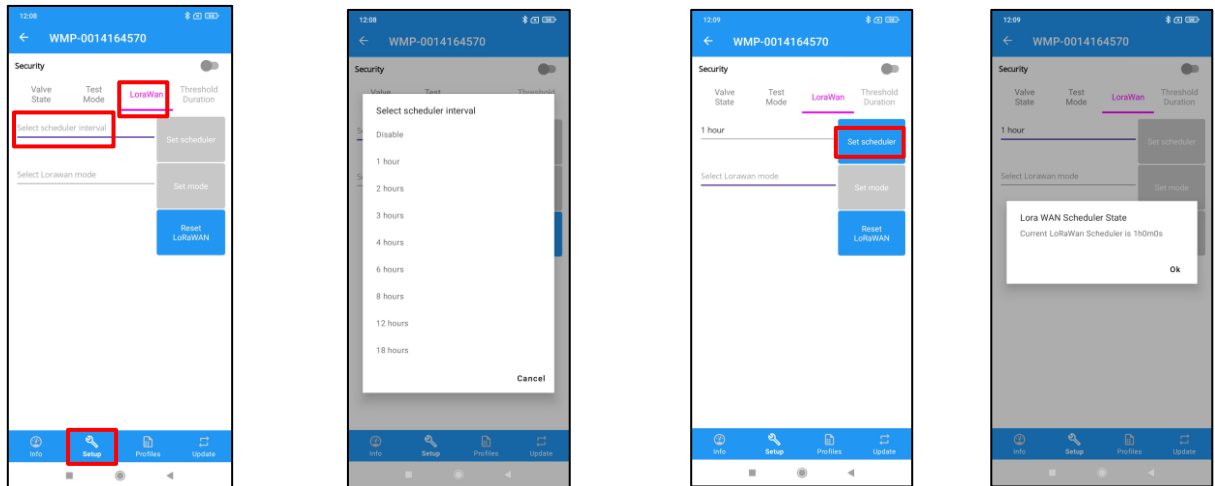 12:08
WMP-0014164570
Security
Valve State
Test Mode
LoraWan
Threshold Duration
Select scheduler interval
Set scheduler
Select Lorawan mode
Set mode
Reset LoRaWAN
Info
Setup
Profiles
Update
12:08
WMP-0014164570
Security
Valve
Test
Threshold
Select scheduler interval
Disable
1 hour
2 hours
3 hours
4 hours
6 hours
8 hours
12 hours
18 hours
Cancel
Info
Setup
Profiles
Update
12:09
WMP-0014164570
Security
Valve State
Test Mode
LoraWan
Threshold Duration
1 hour
Set scheduler
Select Lorawan mode
Set mode
Reset LoRaWAN
Info
Setup
Profiles
Update
12:09
WMP-0014164570
Security
Valve State
Test Mode
LoraWan
Threshold Duration
1 hour
Set scheduler
Select Lorawan mode
Set mode
Lora WAN Scheduler State
Current LoRaWan Scheduler is 1h0m0s
Ok
Info
Setup
Profiles
Update